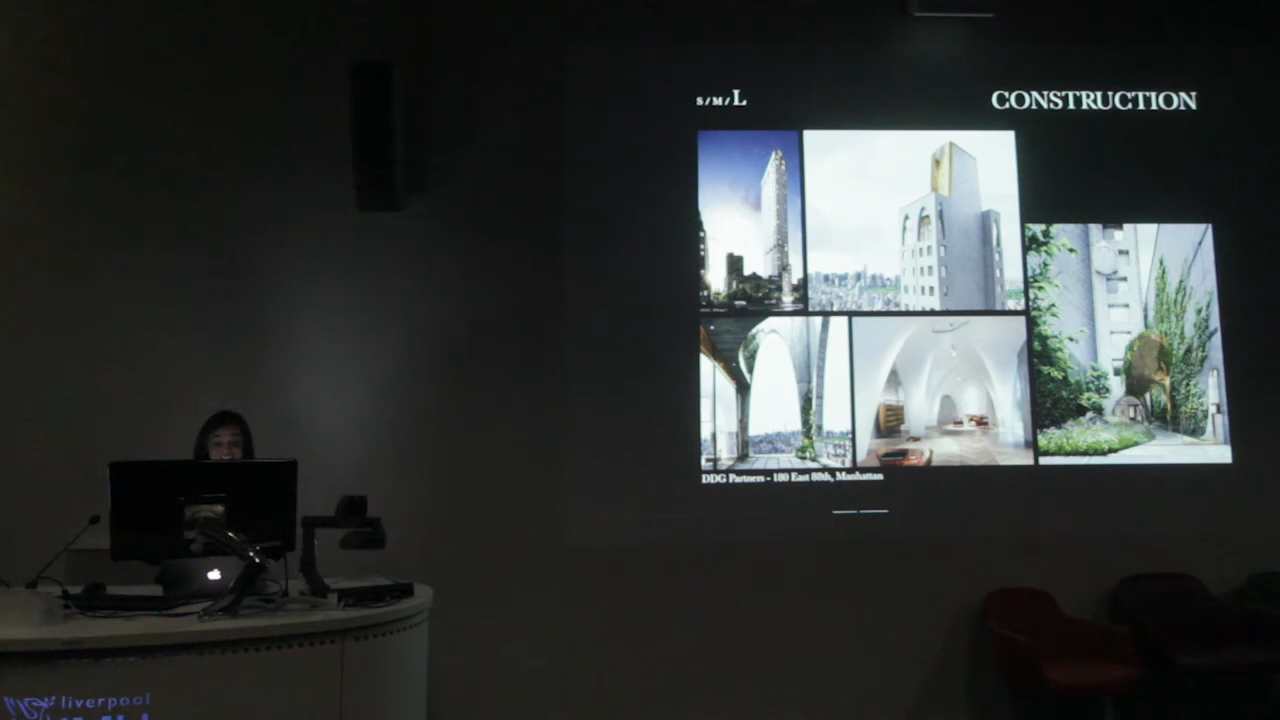 S/M/L
CONSTRUCTION
DDG Partners - 180 East 88th, Manhattan
liverpool